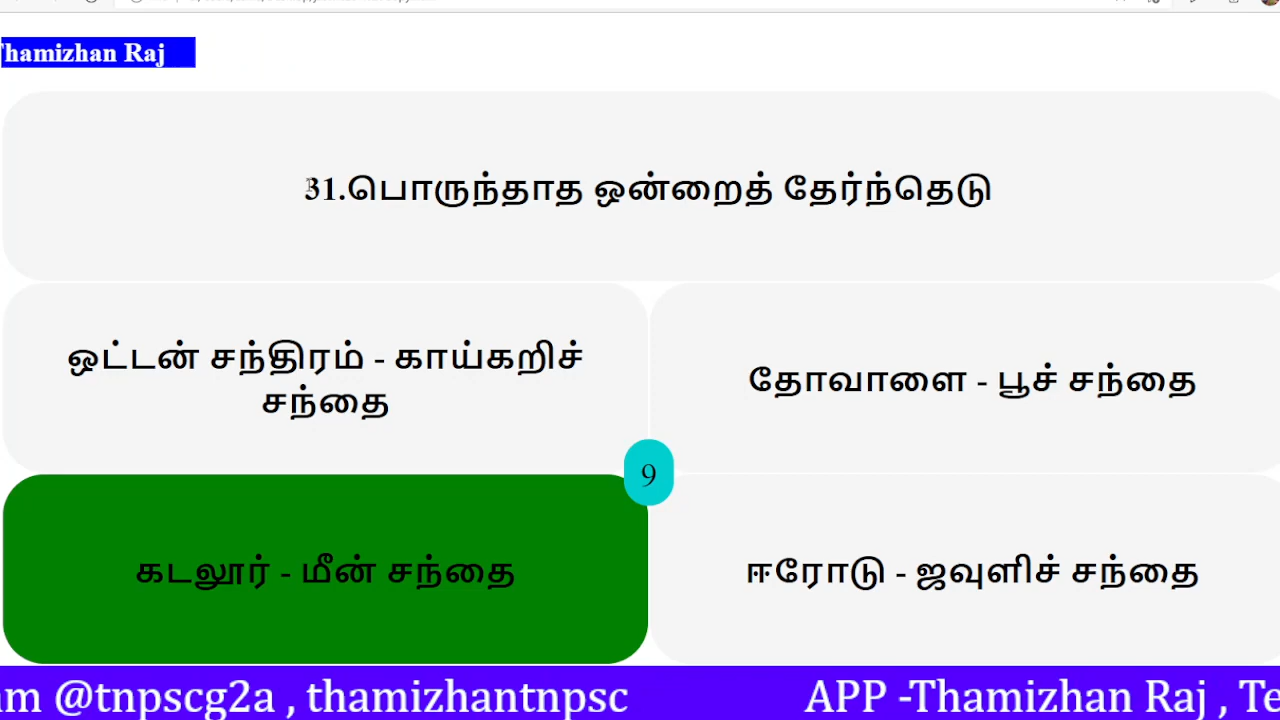 Thamizhan Raj
31.பொருந்தாத ஒன்றைத் தேர்ந்தெடு
ஒட்டன் சந்திரம் - காய்கறிச்
சந்தை
தோவாளை - பூச் சந்தை
9
கடலூர் - மீன் சந்தை
ஈரோடு - ஜவுளிச் சந்தை
am @tnpscg2a , thamizhantnpsc APP -Thamizhan Raj , Te